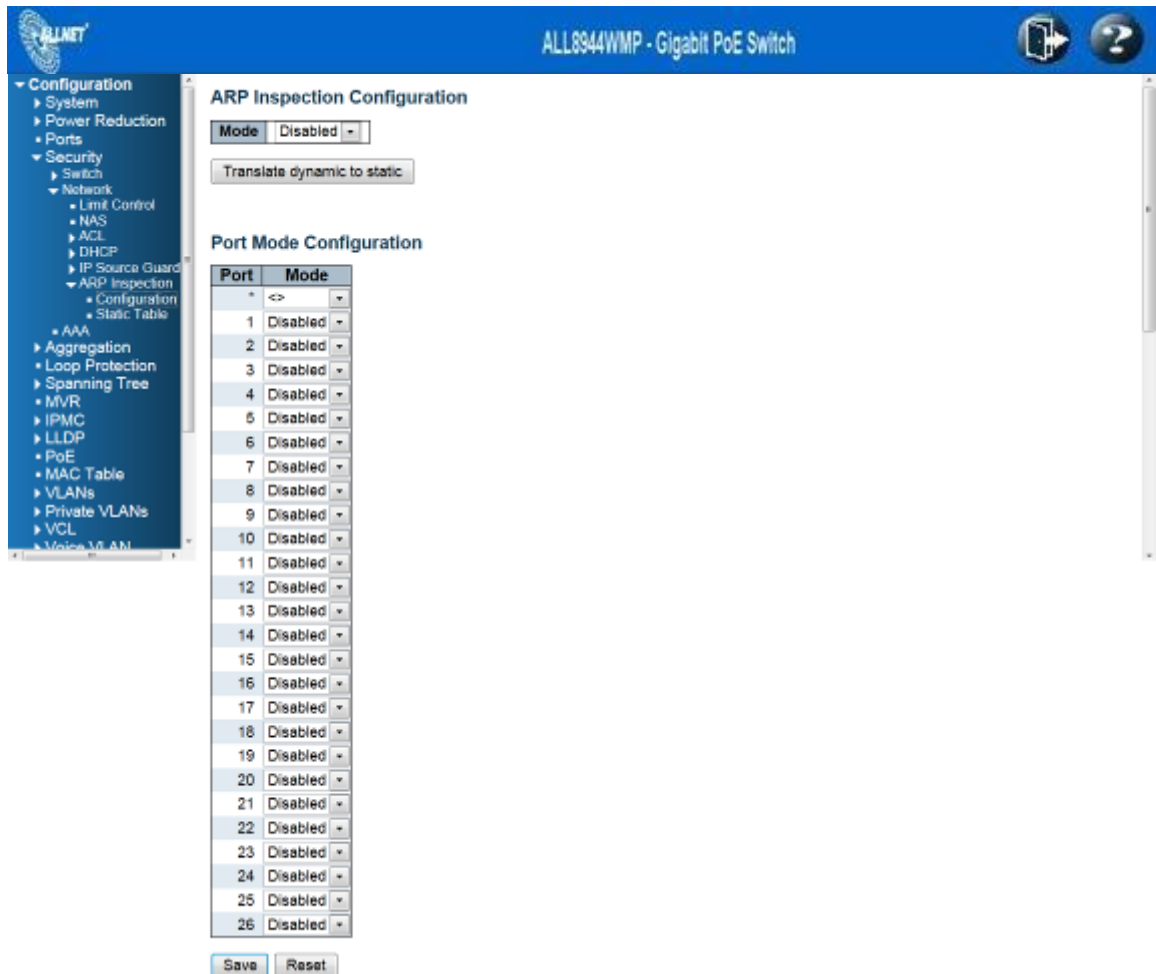 ALLNET
ALL8944WMP - Gigabit PoE Switch
?
Configuration
System
Power Reduction
Ports
Security
Switch
Network
Limit Control
NAS
ACL
DHCP
IP Source Guard
ARP Inspection
Configuration
Static Table
AAA
Aggregation
Loop Protection
Spanning Tree
MVR
IPMC
LLDP
PoE
MAC Table
VLANs
Private VLANs
VCL
Voice VLAN
ARP Inspection Configuration
Mode Disabled
Translate dynamic to static
Port Mode Configuration
Port Mode
* <>
1 Disabled
2 Disabled
3 Disabled
4 Disabled
5 Disabled
6 Disabled
7 Disabled
8 Disabled
9 Disabled
10 Disabled
11 Disabled
12 Disabled
13 Disabled
14 Disabled
15 Disabled
16 Disabled
17 Disabled
18 Disabled
19 Disabled
20 Disabled
21 Disabled
22 Disabled
23 Disabled
24 Disabled
25 Disabled
26 Disabled
Save Reset